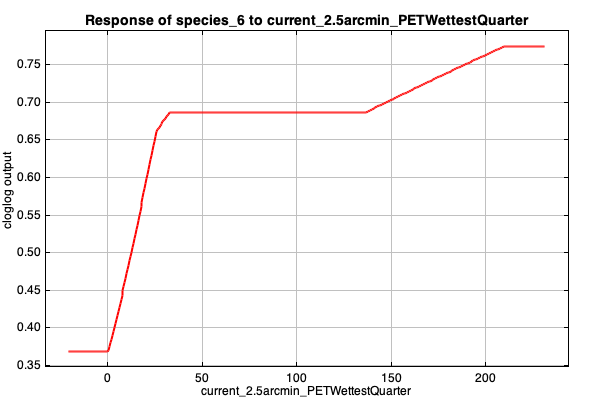 Response of species_6 to current_2.5arcmin_PETWettestQuarter
0.75
0.70
0.65
0.60
0.55
0.50
0.45
0.40
0.35
cloglog output
0 50 100 150 200
current_2.5arcmin_PETWettestQuarter